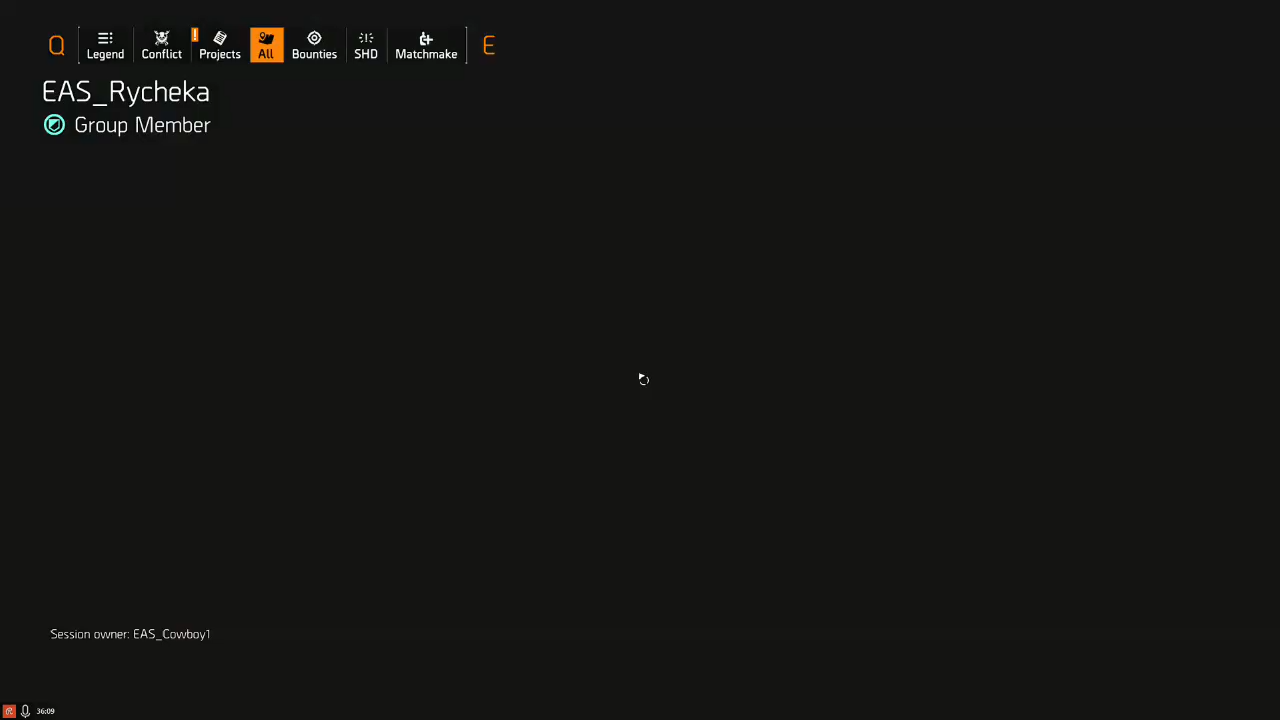 Q Legend Conflict ! Projects All Bounties SHD Matchmake E
EAS_Rycheka
Group Member
Session owner: EAS_Cowboy1
36:09